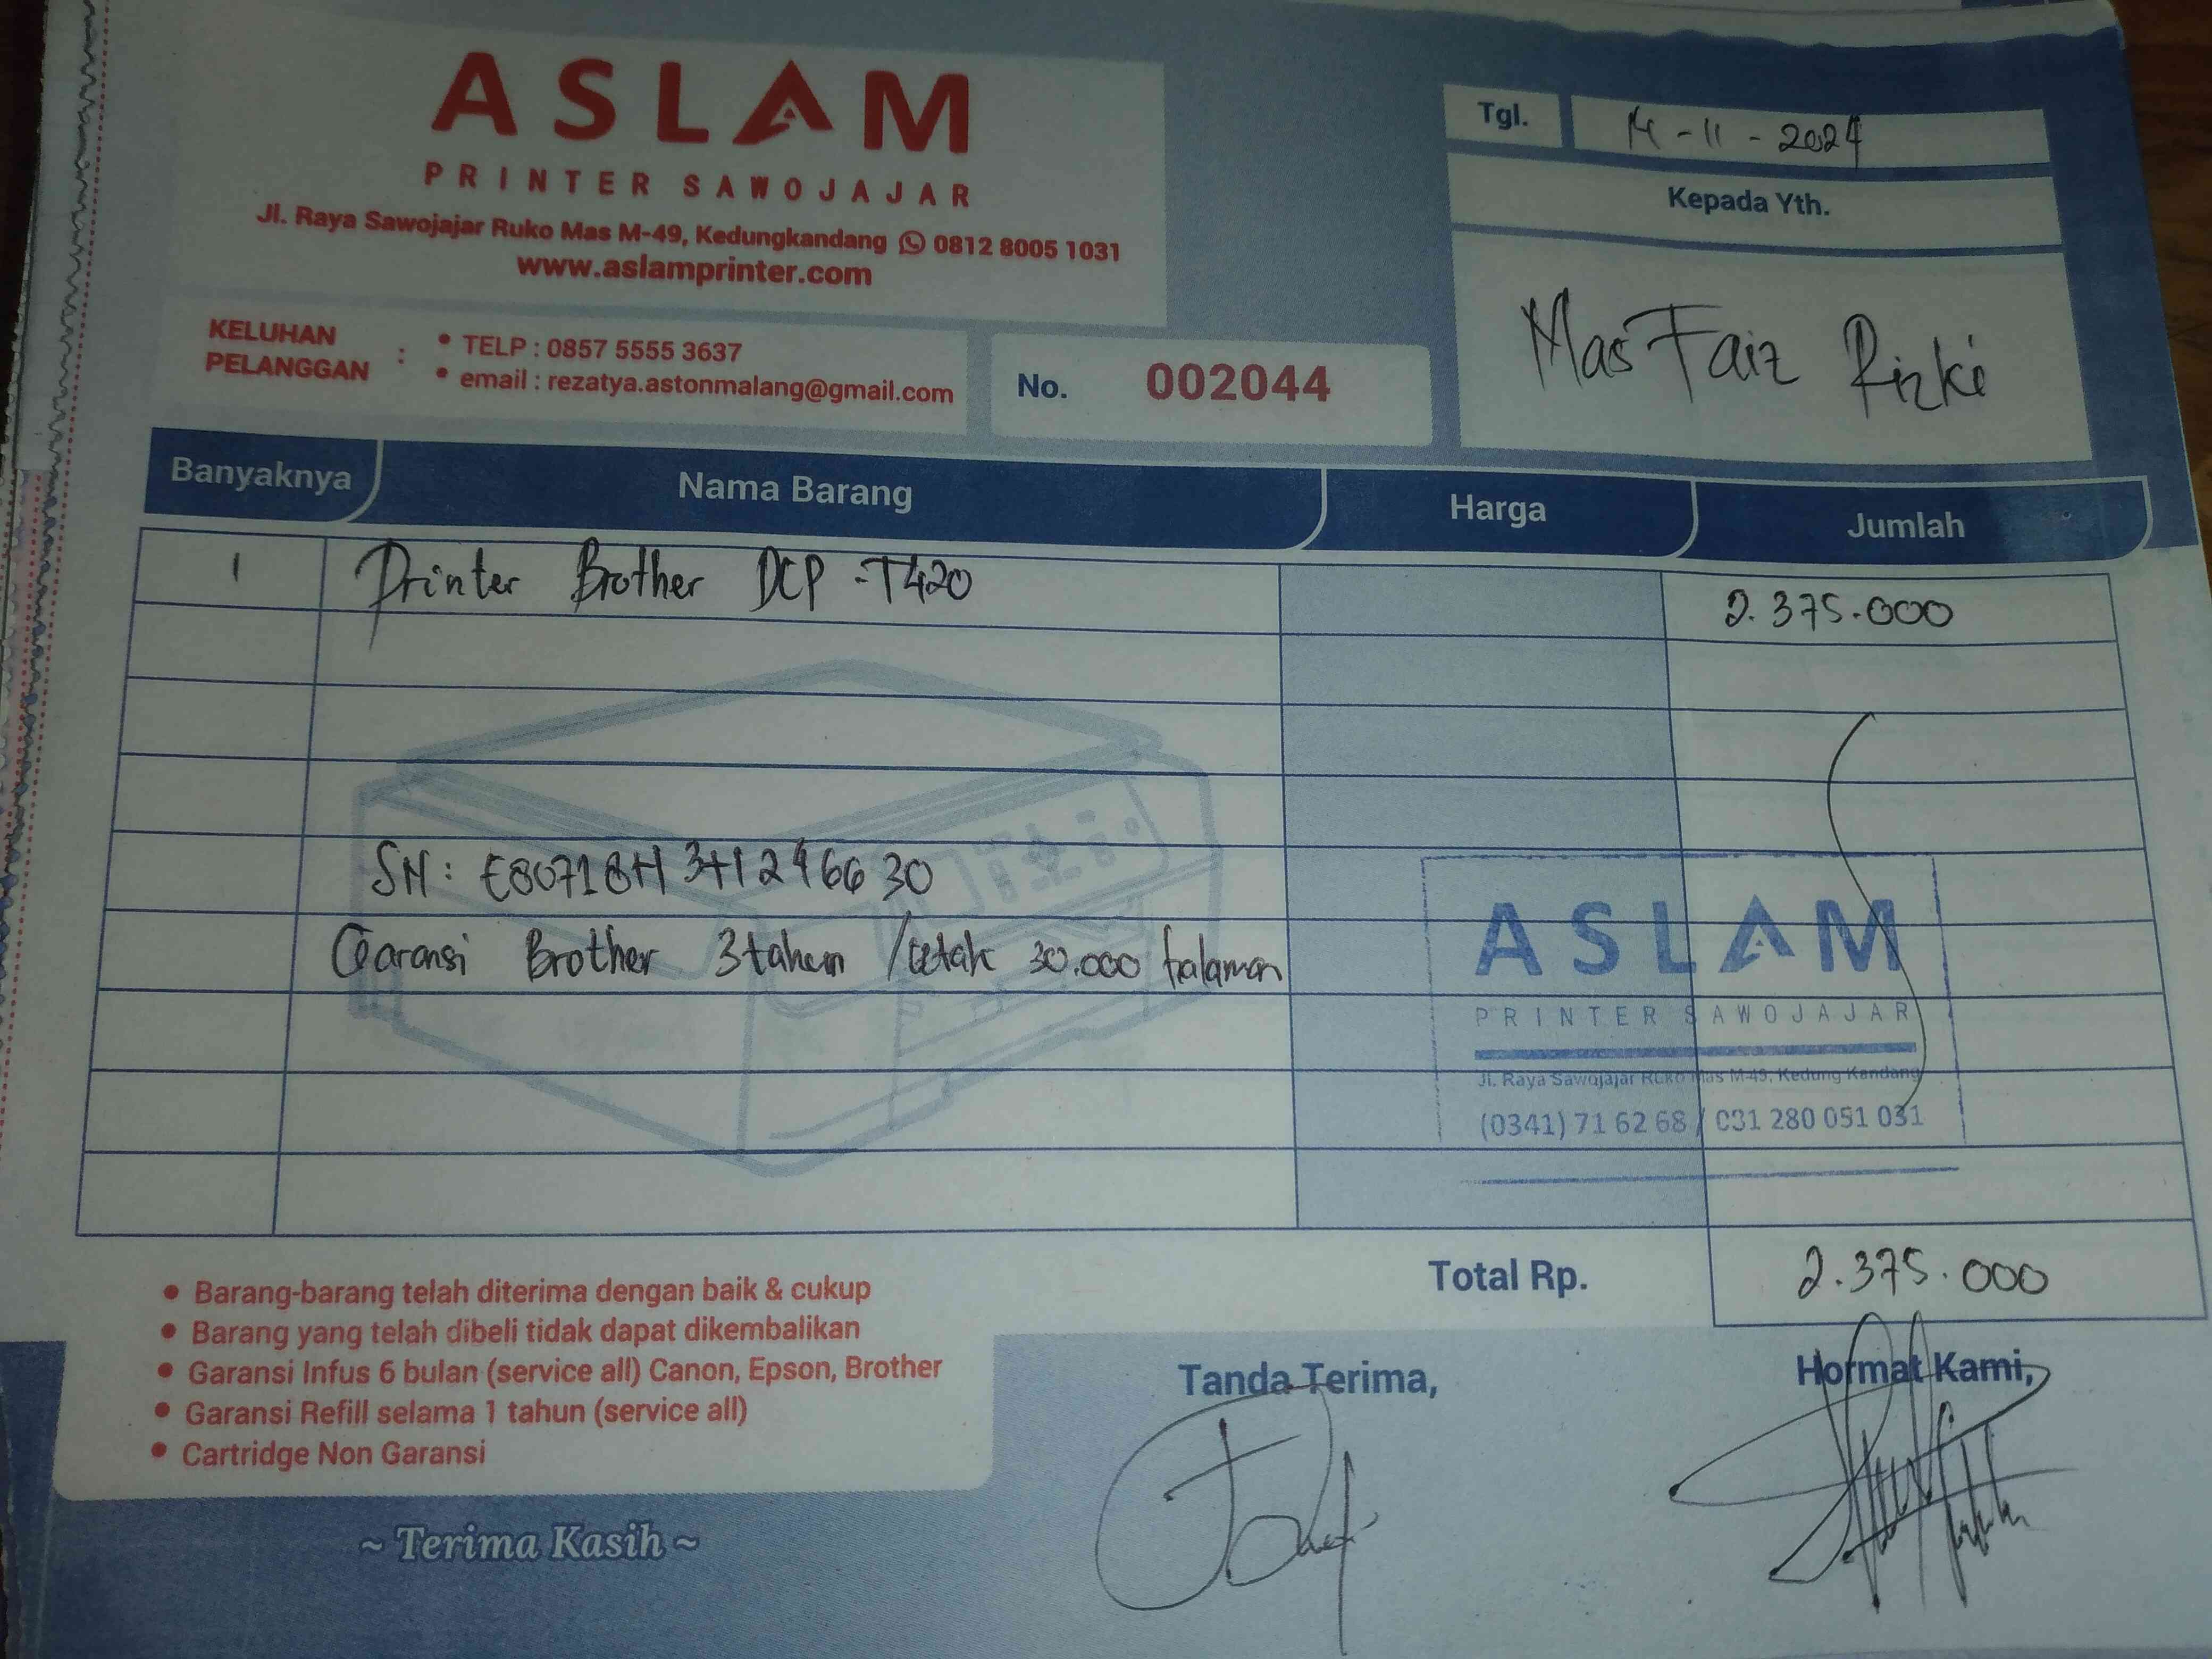 ASLAM
PRINTER SAWOJAJAR
Jl. Raya Sawojajar Ruko Mas M-49, Kedungkandang 0812 8005 1031
www.aslamprinter.com
KELUHAN PELANGGAN :
• TELP : 0857 5555 3637
• email : rezatya.astonmalang@gmail.com
No. 002044
Tgl. 14-11-2024
Kepada Yth.
Mas Faiz Rizki
Banyaknya Nama Barang Harga Jumlah
1 Printer Brother DCP-T420 2.375.000
SN:
Garansi Brother 3 tahun / cetak 30.000 halaman
ASLAM
PRINTER SAWOJAJAR
Jl. Raya Sawojajar Ruko Mas M-49, Kedung Kandang
(0341) 71 62 68 / 031 280 051 031
Total Rp. 2.375.000
• Barang-barang telah diterima dengan baik & cukup
• Barang yang telah dibeli tidak dapat dikembalikan
• Garansi Infus 6 bulan (service all) Canon, Epson, Brother
• Garansi Refill selama 1 tahun (service all)
• Cartridge Non Garansi
~ Terima Kasih ~
Tanda Terima,
Hormat Kami,